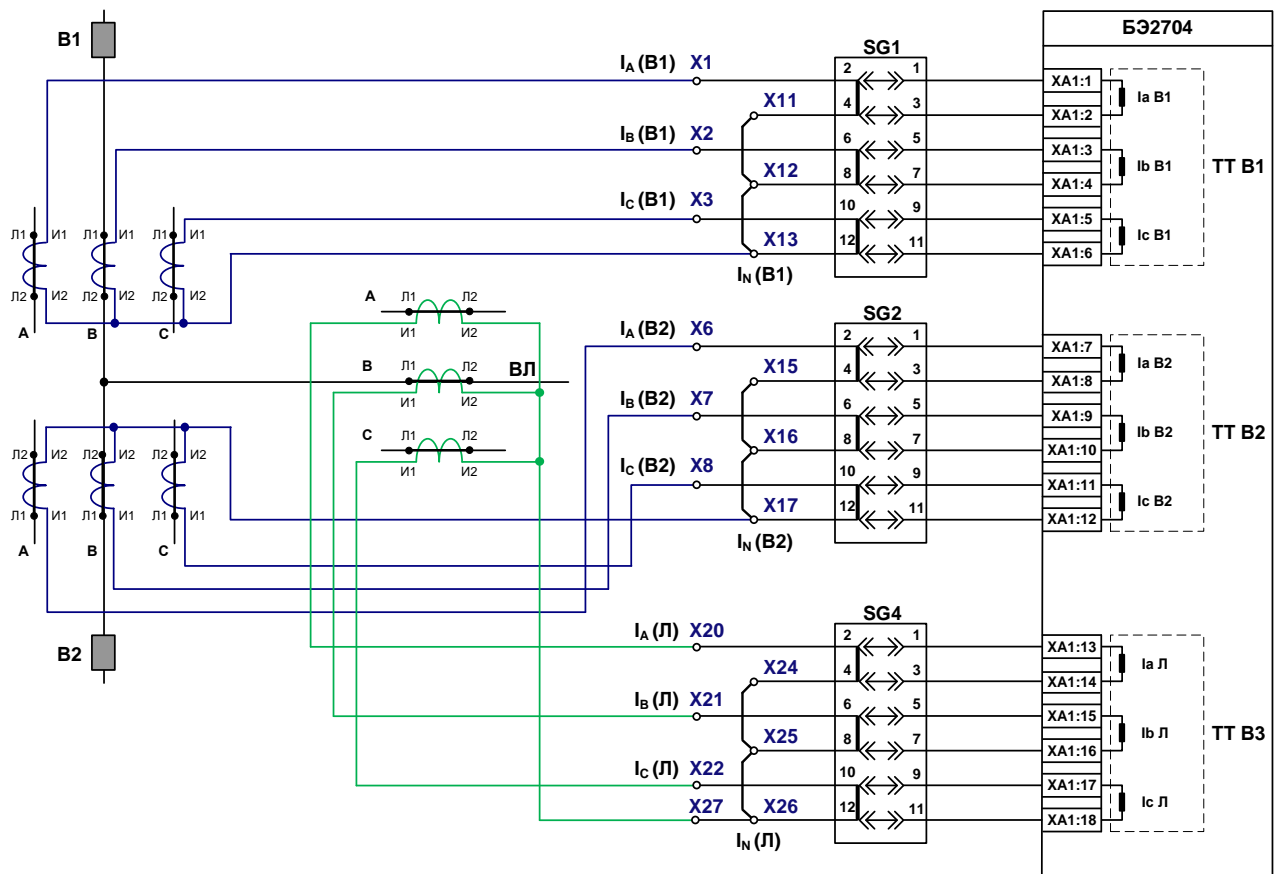 В1
БЭ2704
SG1
IA (В1) X1
2 1
XA1:1
Ia В1
X11
4 3
XA1:2
IB (В1) X2
6 5
XA1:3
Ib В1
ТТ В1
X12
8 7
XA1:4
IC (В1) X3
10 9
XA1:5
Ic В1
X13
12 11
XA1:6
IN (В1)
Л1 И1 Л1 И1 Л1 И1
Л2 И2 Л2 И2 Л2 И2
А В С
А Л1 Л2
И1 И2
В Л1 Л2 ВЛ
И1 И2
С Л1 Л2
И1 И2
SG2
IA (В2) X6
2 1
XA1:7
Ia В2
X15
4 3
XA1:8
IB (В2) X7
6 5
XA1:9
Ib В2
ТТ В2
X16
8 7
XA1:10
IC (В2) X8
10 9
XA1:11
Ic В2
X17
12 11
XA1:12
IN (В2)
Л2 И2 Л2 И2 Л2 И2
Л1 И1 Л1 И1 Л1 И1
А В С
В2
SG4
IA (Л) X20
2 1
XA1:13
Ia Л
X24
4 3
XA1:14
IB (Л) X21
6 5
XA1:15
Ib Л
ТТ В3
X25
8 7
XA1:16
IC (Л) X22
10 9
XA1:17
Ic Л
X27 X26
12 11
XA1:18
IN (Л)